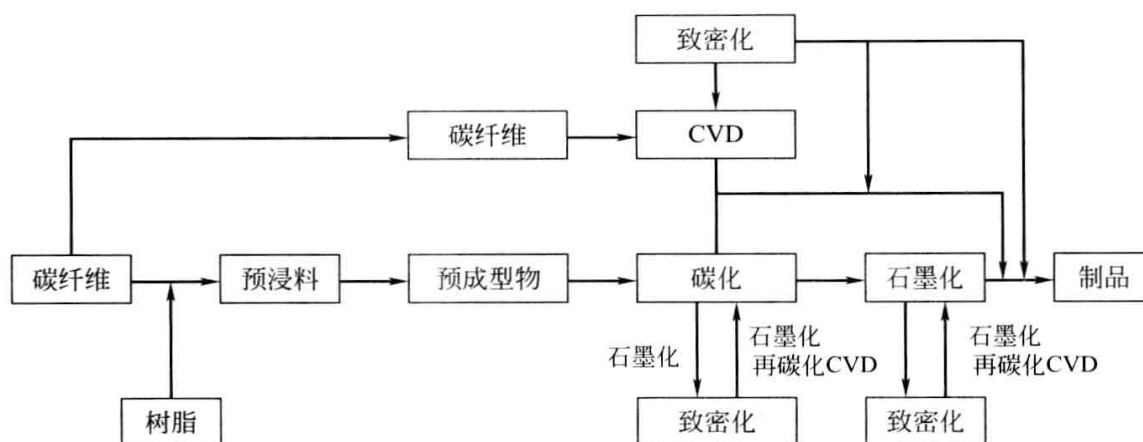 致密化
碳纤维
CVD
碳纤维
预浸料
预成型物
碳化
石墨化
制品
石墨化
石墨化
再碳化CVD
石墨化
再碳化CVD
树脂
致密化
致密化